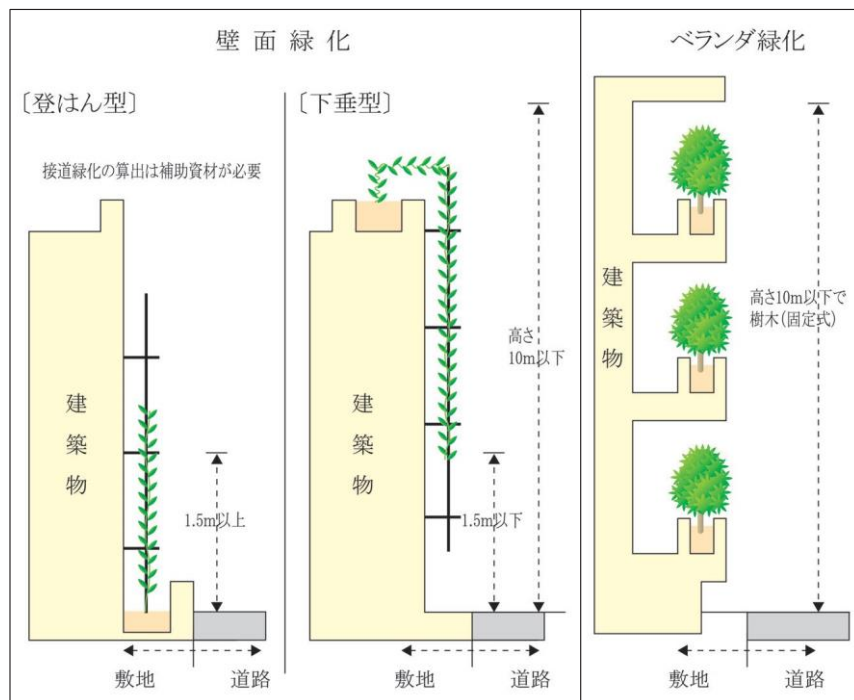 壁面緑化
〔登はん型〕
接道緑化の算出は補助資材が必要
建築物
1.5m以上
敷地
道路
〔下垂型〕
高さ
10m以下
建築物
1.5m以下
敷地
道路
ベランダ緑化
建築物
高さ10m以下で
樹木(固定式)
敷地
道路